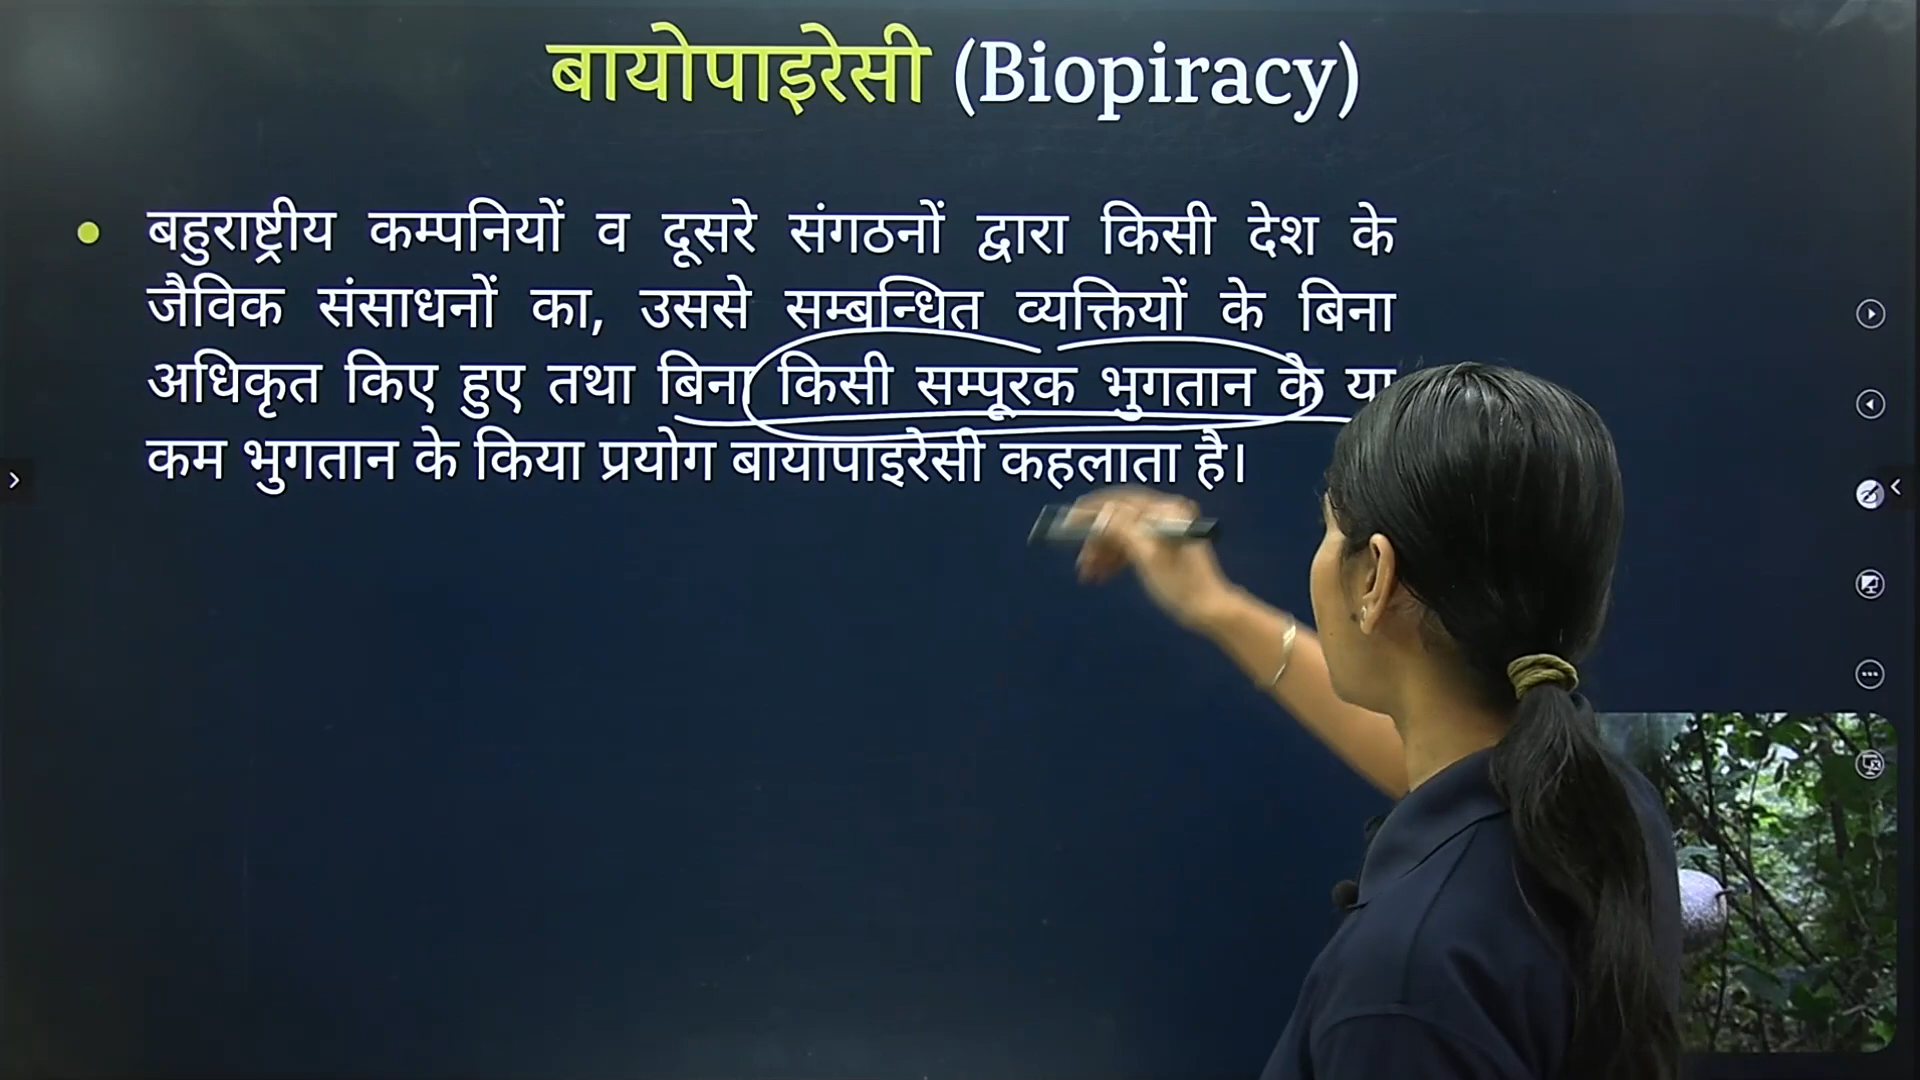 बायोपाइरेसी (Biopiracy)
बहुराष्ट्रीय कम्पनियों व दूसरे संगठनों द्वारा किसी देश के
जैविक संसाधनों का, उससे सम्बन्धित व्यक्तियों के बिना
अधिकृत किए हुए तथा बिना किसी सम्पूरक भुगतान के या
कम भुगतान के किया प्रयोग बायापाइरेसी कहलाता है।